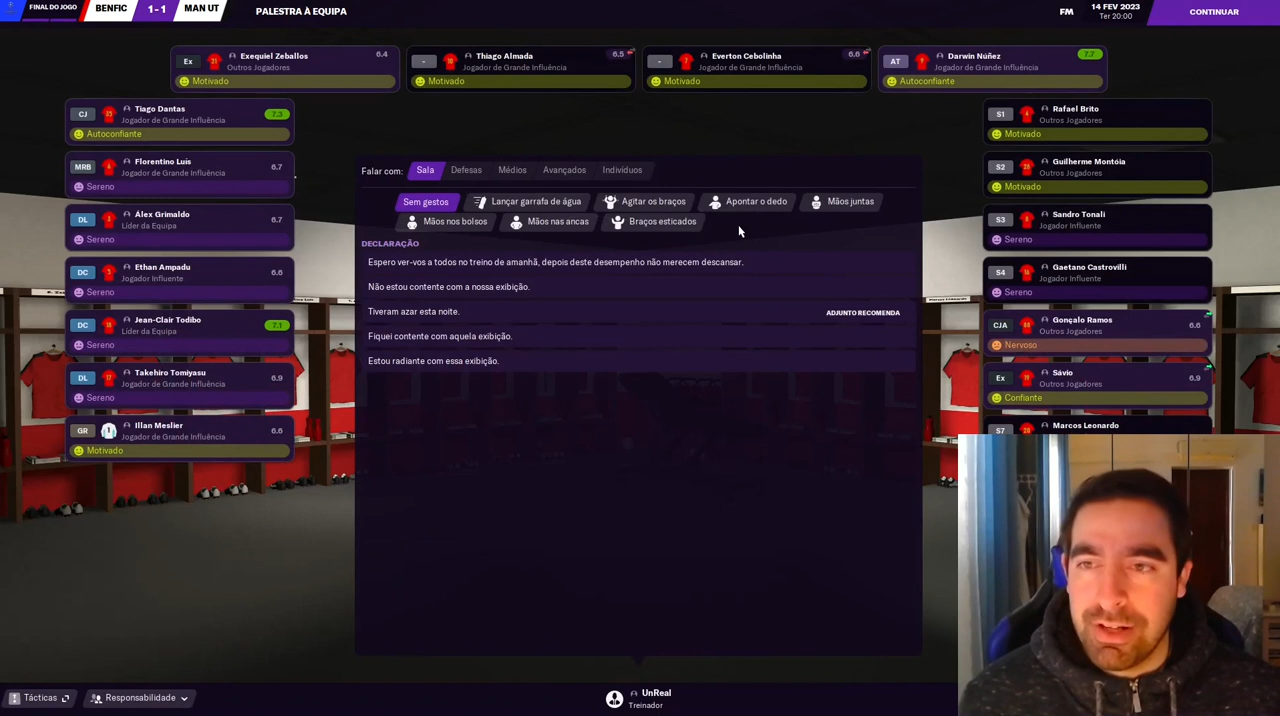 FINAL DO JOGO
BENFIC
1-1
MAN UT
PALESTRA À EQUIPA
FM
14 FEV 2023
Ter 20:00
CONTINUAR
Ex
21
Exequiel Zeballos
6.4
Outros Jogadores
Motivado
-
10
Thiago Almada
6.5
Jogador de Grande Influência
Motivado
-
7
Everton Cebolinha
6.6
Jogador de Grande Influência
Motivado
AT
9
Darwin Núñez
7.7
Jogador de Grande Influência
Autoconfiante
CJ
Tiago Dantas
7.3
Jogador de Grande Influência
Autoconfiante
MRB
Florentino Luís
6.7
Jogador de Grande Influência
Sereno
DL
Álex Grimaldo
6.7
Líder da Equipa
Sereno
DC
Ethan Ampadu
6.6
Jogador Influente
Sereno
DC
Jean-Clair Todibo
7.1
Líder da Equipa
Sereno
DL
17
Takehiro Tomiyasu
6.9
Jogador de Grande Influência
Sereno
GR
1
Illan Meslier
6.6
Jogador de Grande Influência
Motivado
Falar com:
Sala
Defesas
Médios
Avançados
Indivíduos
Sem gestos
Lançar garrafa de água
Agitar os braços
Apontar o dedo
Mãos juntas
Mãos nos bolsos
Mãos nas ancas
Braços esticados
DECLARAÇÃO
Espero ver-vos a todos no treino de amanhã, depois deste desempenho não merecem descansar.
Não estou contente com a nossa exibição.
Tiveram azar esta noite.
ADJUNTO RECOMENDA
Fiquei contente com aquela exibição.
Estou radiante com essa exibição.
S1
Rafael Brito
Outros Jogadores
Motivado
S2
Guilherme Montóia
Outros Jogadores
Motivado
S3
Sandro Tonali
Jogador Influente
Sereno
S4
Gaetano Castrovilli
Jogador Influente
Sereno
CJA
Gonçalo Ramos
6.6
Outros Jogadores
Nervoso
Ex
Sávio
6.9
Outros Jogadores
Confiante
S7
Marcos Leonardo
Tácticas
Responsabilidade
UnReal
Treinador